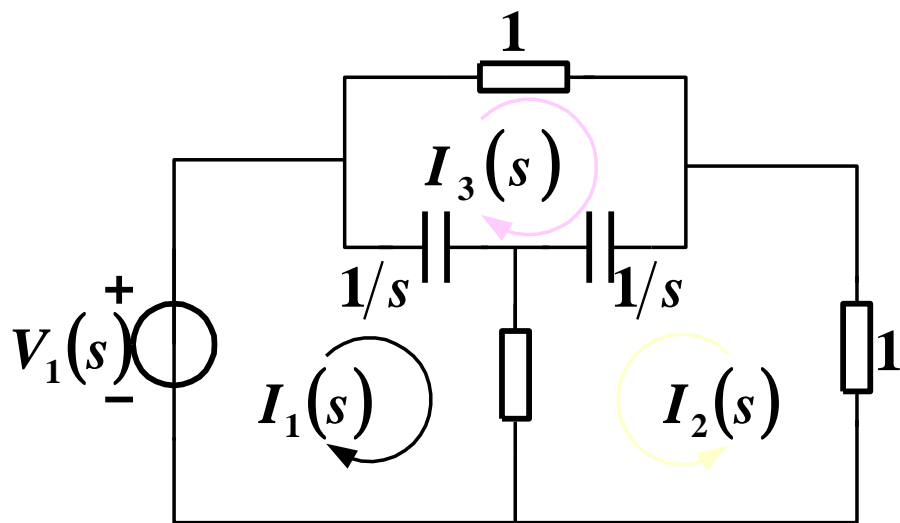 1
I₃(s)
1/s
1/s
+
V₁(s)
−
1
I₁(s)
I₂(s)